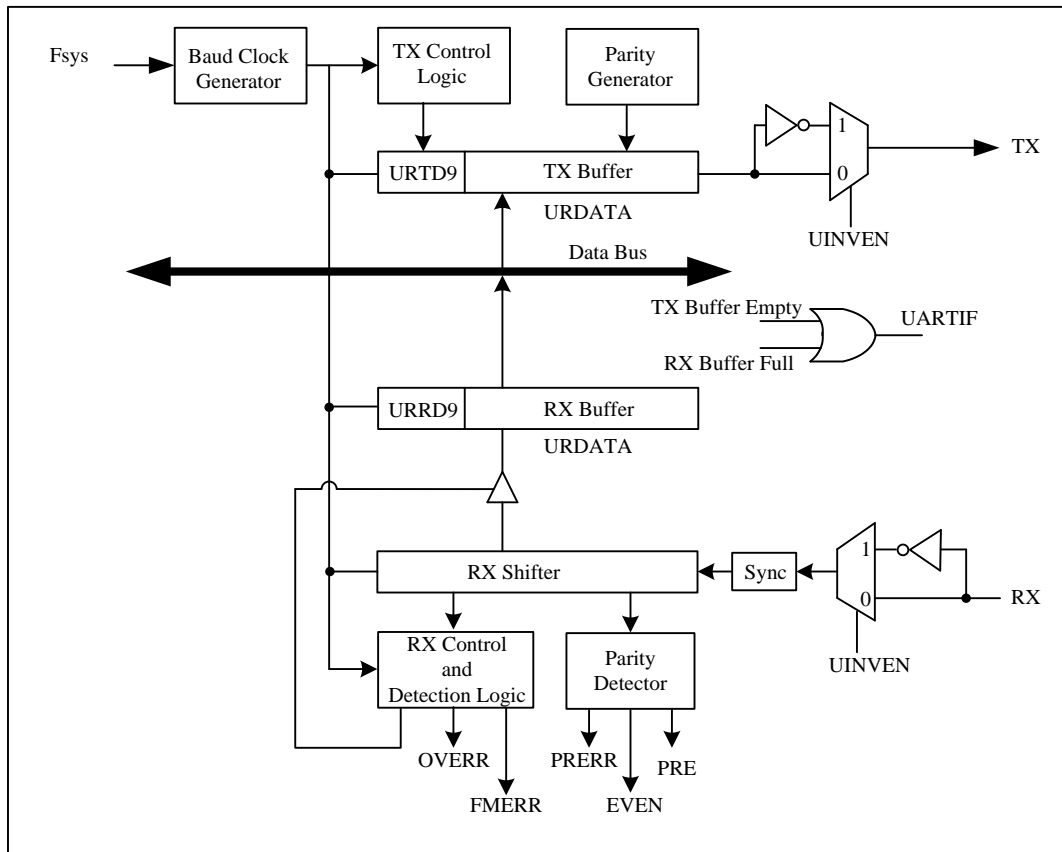 Fsys
Baud Clock
Generator
TX Control
Logic
Parity
Generator
URTD9
TX Buffer
URDATA
1
0
TX
UINVEN
Data Bus
TX Buffer Empty
RX Buffer Full
UARTIF
URRD9
RX Buffer
URDATA
RX Shifter
Sync
1
0
RX
UINVEN
RX Control
and
Detection Logic
Parity
Detector
OVERR
FMERR
PRERR
EVEN
PRE